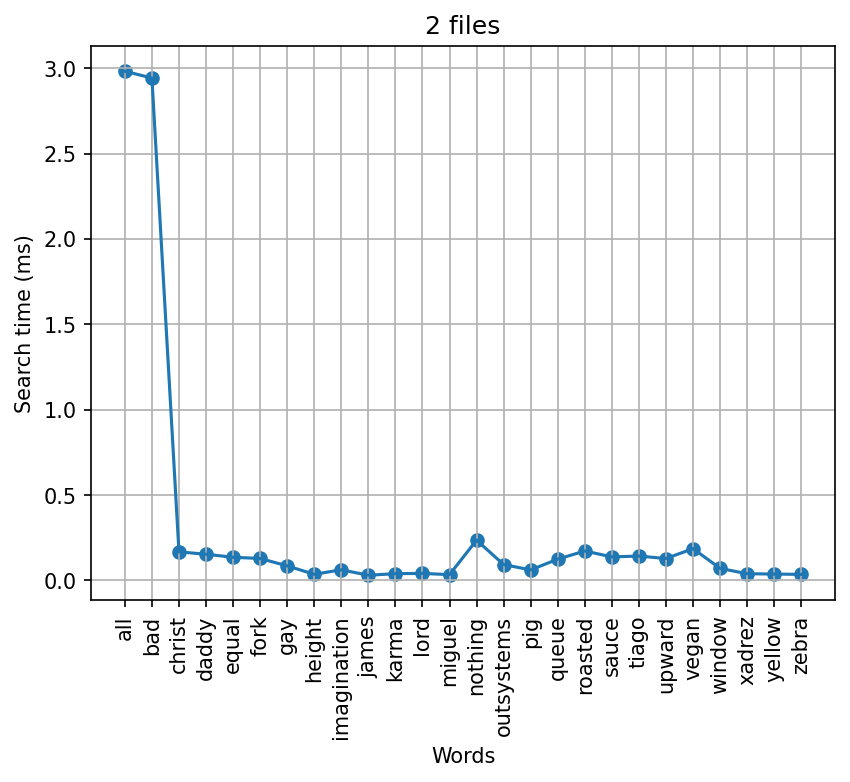 2 files
Search time (ms)
3.0
2.5
2.0
1.5
1.0
0.5
0.0
all
bad
christ
daddy
equal
fork
gay
height
imagination
james
karma
lord
miguel
nothing
outsystems
pig
queue
roasted
sauce
tiago
upward
vegan
window
xadrez
yellow
zebra
Words